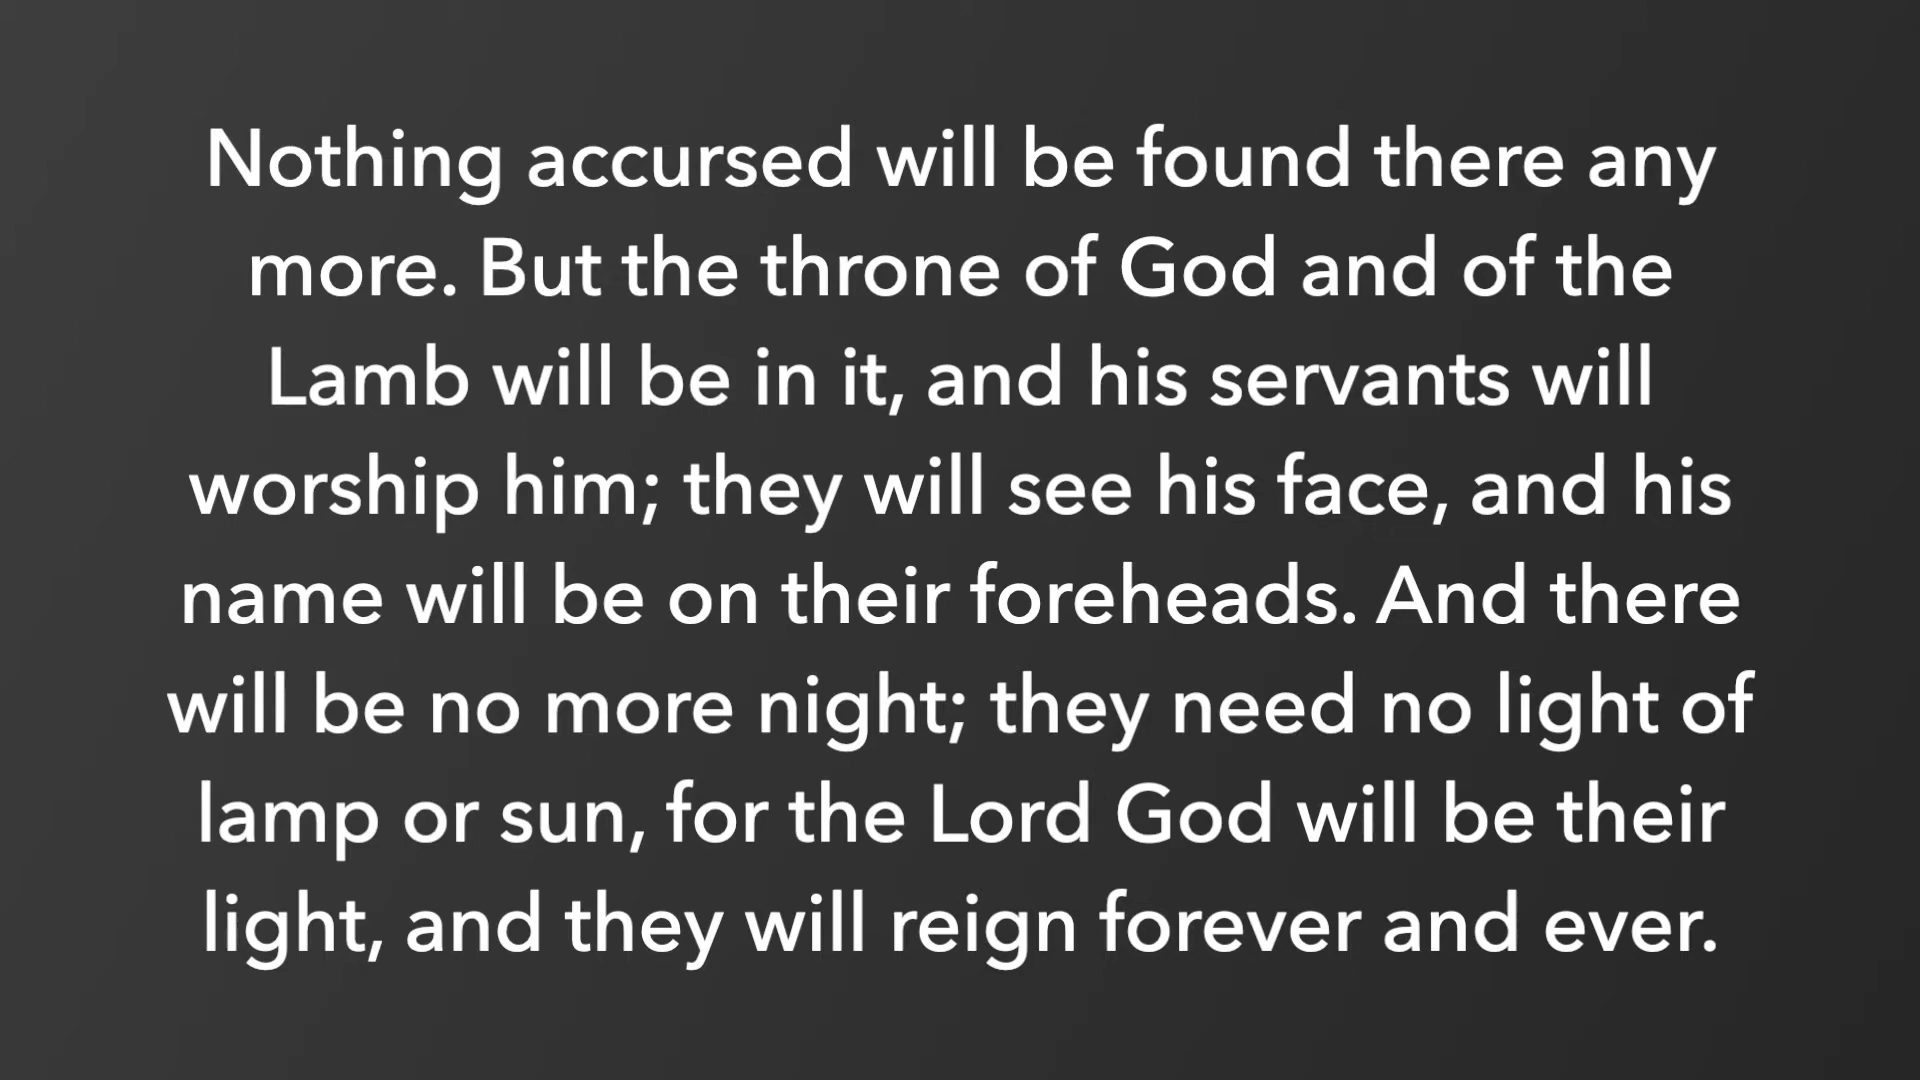 Nothing accursed will be found there any
more. But the throne of God and of the
Lamb will be in it, and his servants will
worship him; they will see his face, and his
name will be on their foreheads. And there
will be no more night; they need no light of
lamp or sun, for the Lord God will be their
light, and they will reign forever and ever.